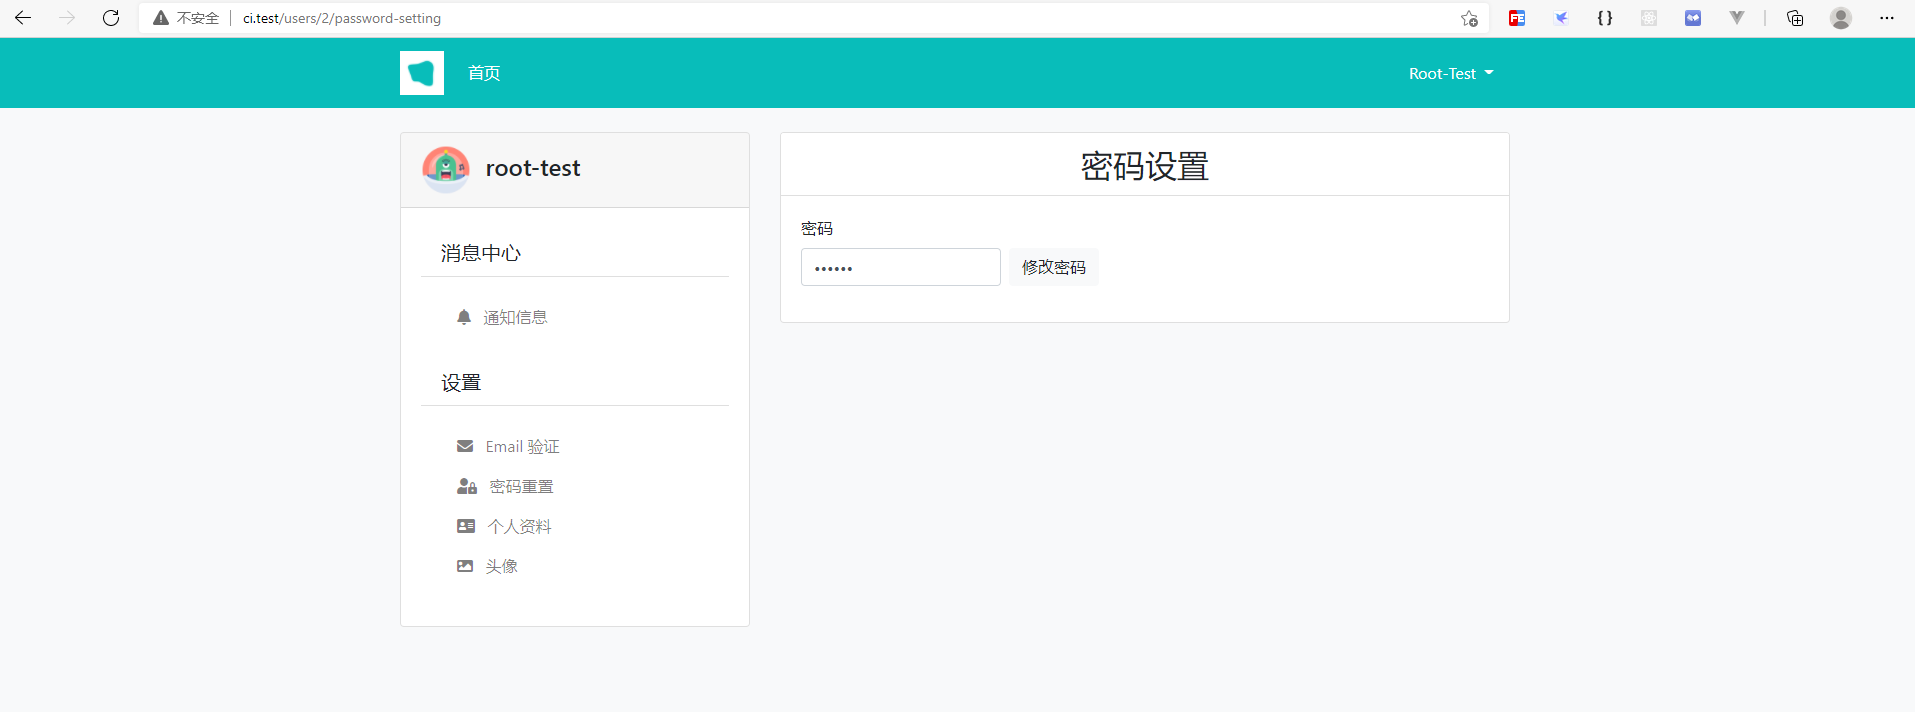 不安全 | ci.test/users/2/password-setting
FE
首页
Root-Test
root-test
消息中心
通知信息
设置
Email 验证
密码重置
个人资料
头像
密码设置
密码
••••••
修改密码